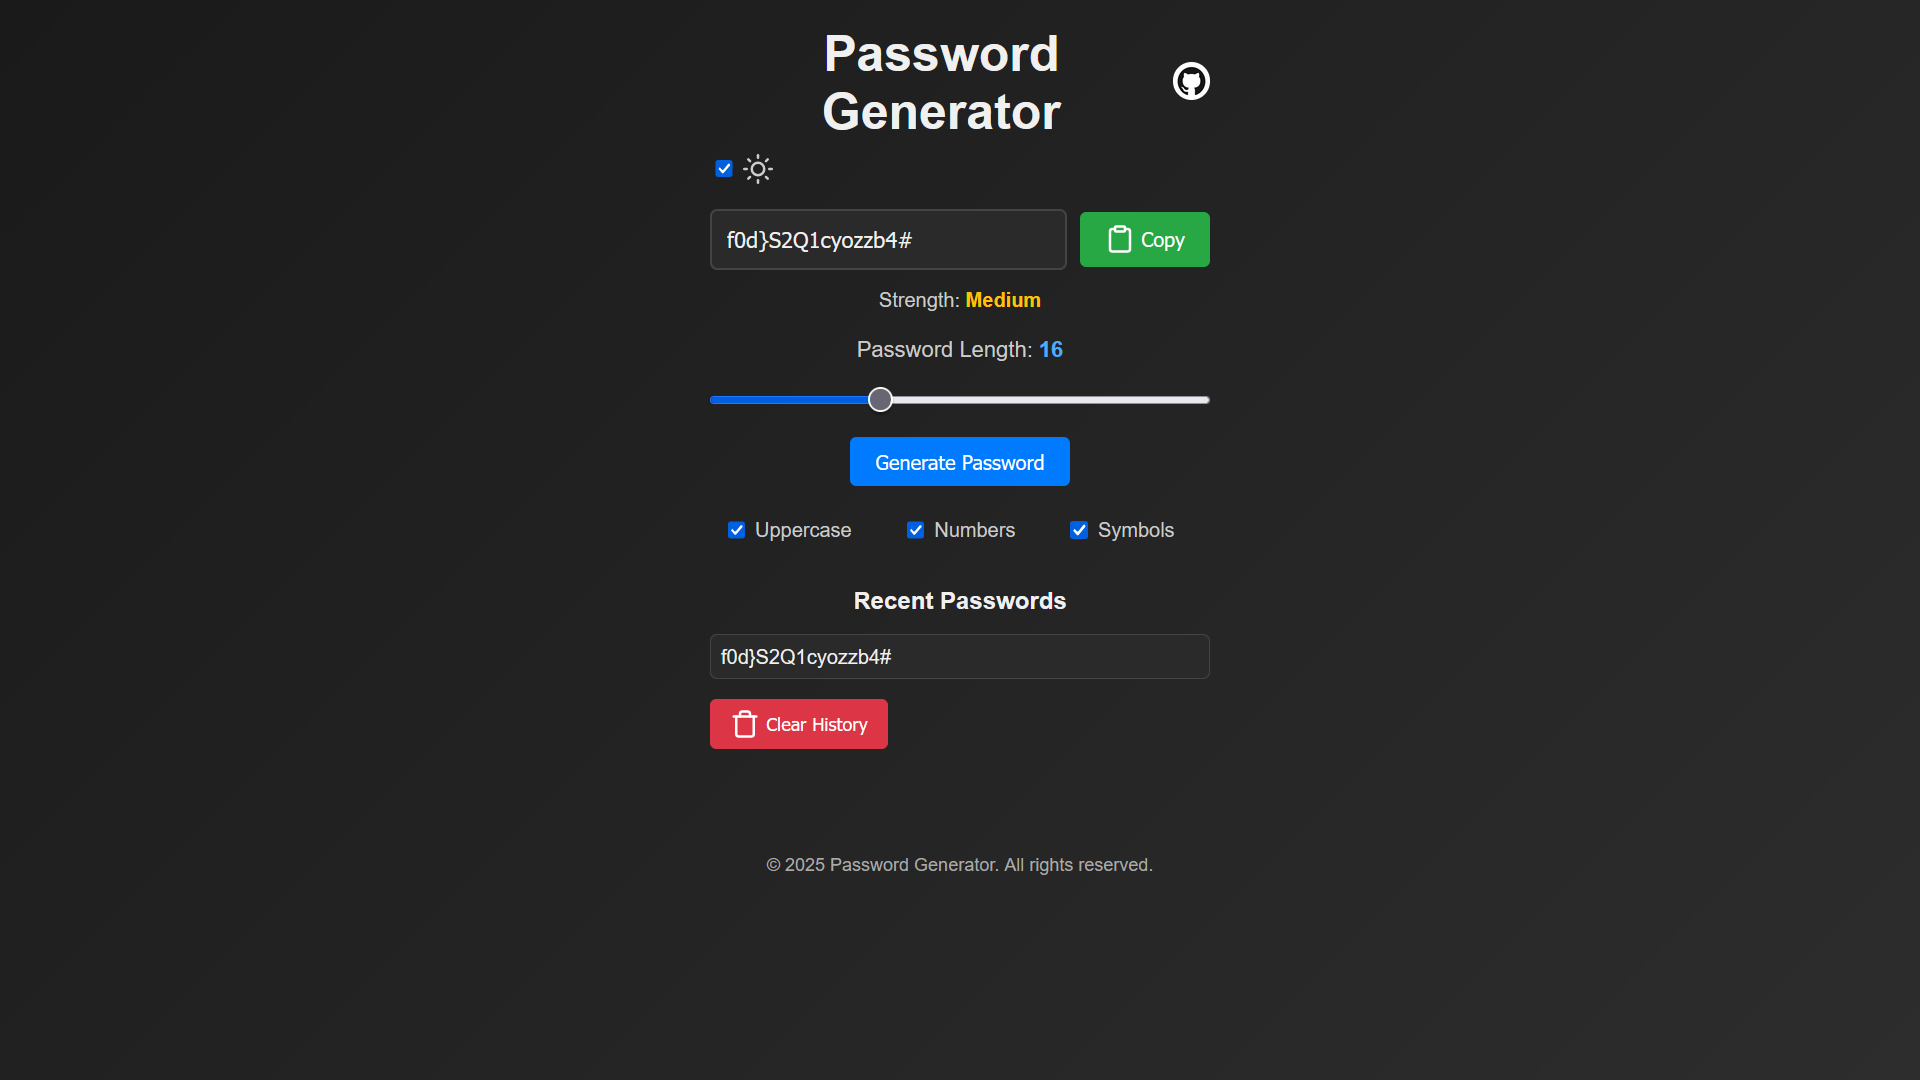 Password
Generator
f0d}S2Q1cyozzb4#
Copy
Strength: Medium
Password Length: 16
Generate Password
Uppercase
Numbers
Symbols
Recent Passwords
f0d}S2Q1cyozzb4#
Clear History
© 2025 Password Generator. All rights reserved.